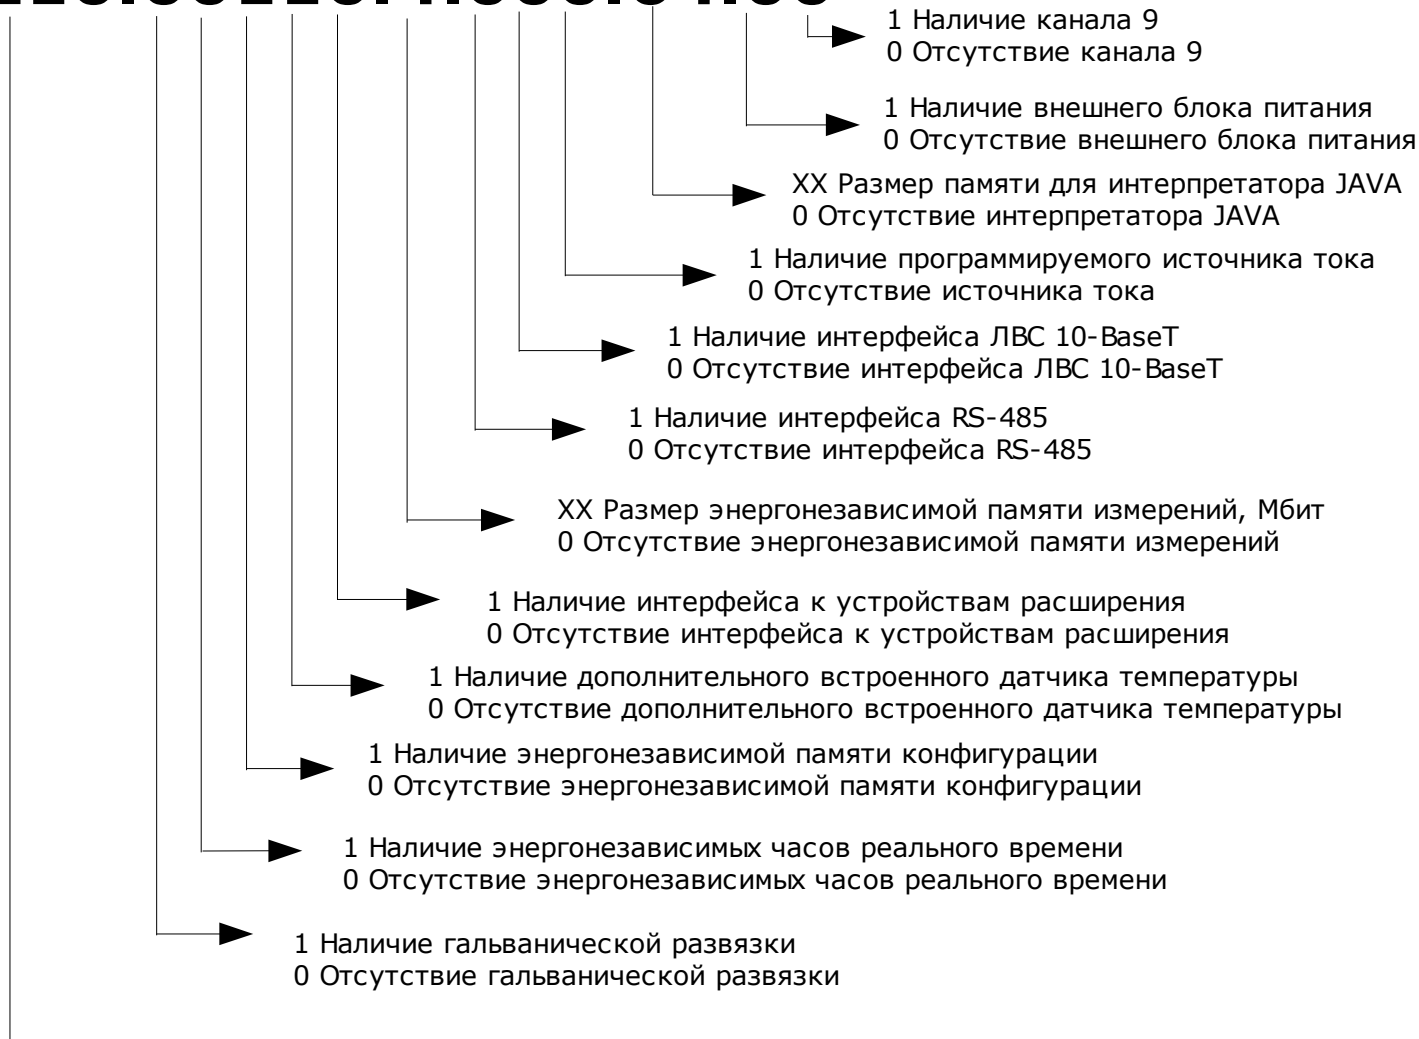 1 Наличие канала 9
0 Отсутствие канала 9
1 Наличие внешнего блока питания
0 Отсутствие внешнего блока питания
XX Размер памяти для интерпретатора JAVA
0 Отсутствие интерпретатора JAVA
1 Наличие программируемого источника тока
0 Отсутствие источника тока
1 Наличие интерфейса ЛВС 10-BaseT
0 Отсутствие интерфейса ЛВС 10-BaseT
1 Наличие интерфейса RS-485
0 Отсутствие интерфейса RS-485
XX Размер энергонезависимой памяти измерений, Мбит
0 Отсутствие энергонезависимой памяти измерений
1 Наличие интерфейса к устройствам расширения
0 Отсутствие интерфейса к устройствам расширения
1 Наличие дополнительного встроенного датчика температуры
0 Отсутствие дополнительного встроенного датчика температуры
1 Наличие энергонезависимой памяти конфигурации
0 Отсутствие энергонезависимой памяти конфигурации
1 Наличие энергонезависимых часов реального времени
0 Отсутствие энергонезависимых часов реального времени
1 Наличие гальванической развязки
0 Отсутствие гальванической развязки